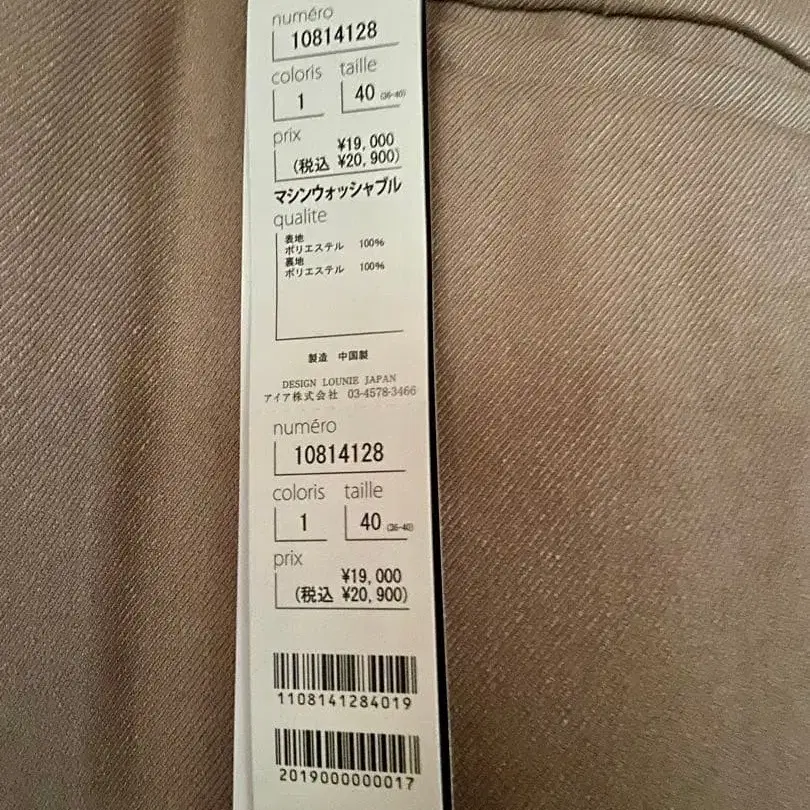 numéro
10814128
coloris taille
1 40 (36-40)
prix
¥19,000
(税込 ¥20,900)
マシンウォッシャブル
qualite
表地
ポリエステル 100%
裏地
ポリエステル 100%
製造 中国製
DESIGN LOUNIE JAPAN
アイア株式会社 03-4578-3466
numéro
10814128
coloris taille
1 40 (36-40)
prix
¥19,000
(税込 ¥20,900)
1108141284019
2019000000017